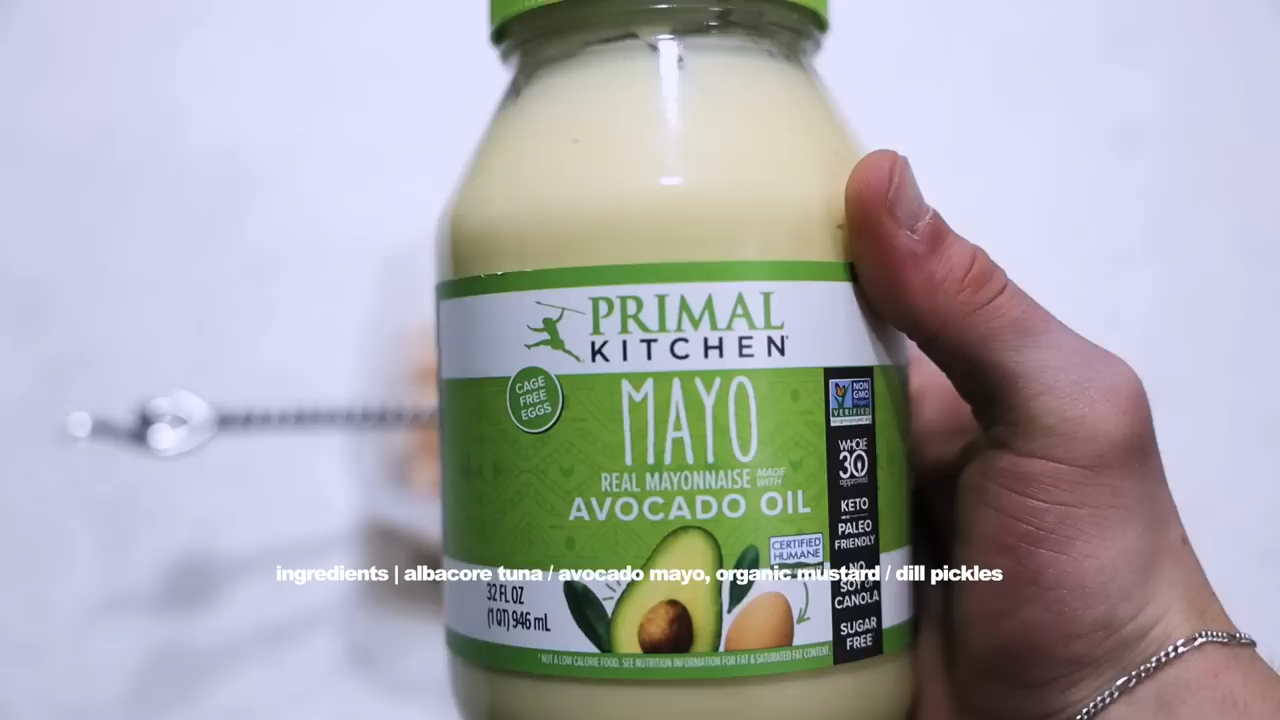 PRIMAL
KITCHEN
CAGE
FREE
EGGS
MAYO
REAL MAYONNAISE MADE WITH
AVOCADO OIL
NON
GMO
Project
VERIFIED
WHOLE
30
approved
KETO
PALEO
FRIENDLY
CERTIFIED
HUMANE
NO
SOY OR
CANOLA
SUGAR
FREE
ingredients | albacore tuna / avocado mayo, organic mustard / dill pickles
32 FL OZ
(1 QT) 946 mL
* NOT A LOW CALORIE FOOD. SEE NUTRITION INFORMATION FOR FAT & SATURATED FAT CONTENT.